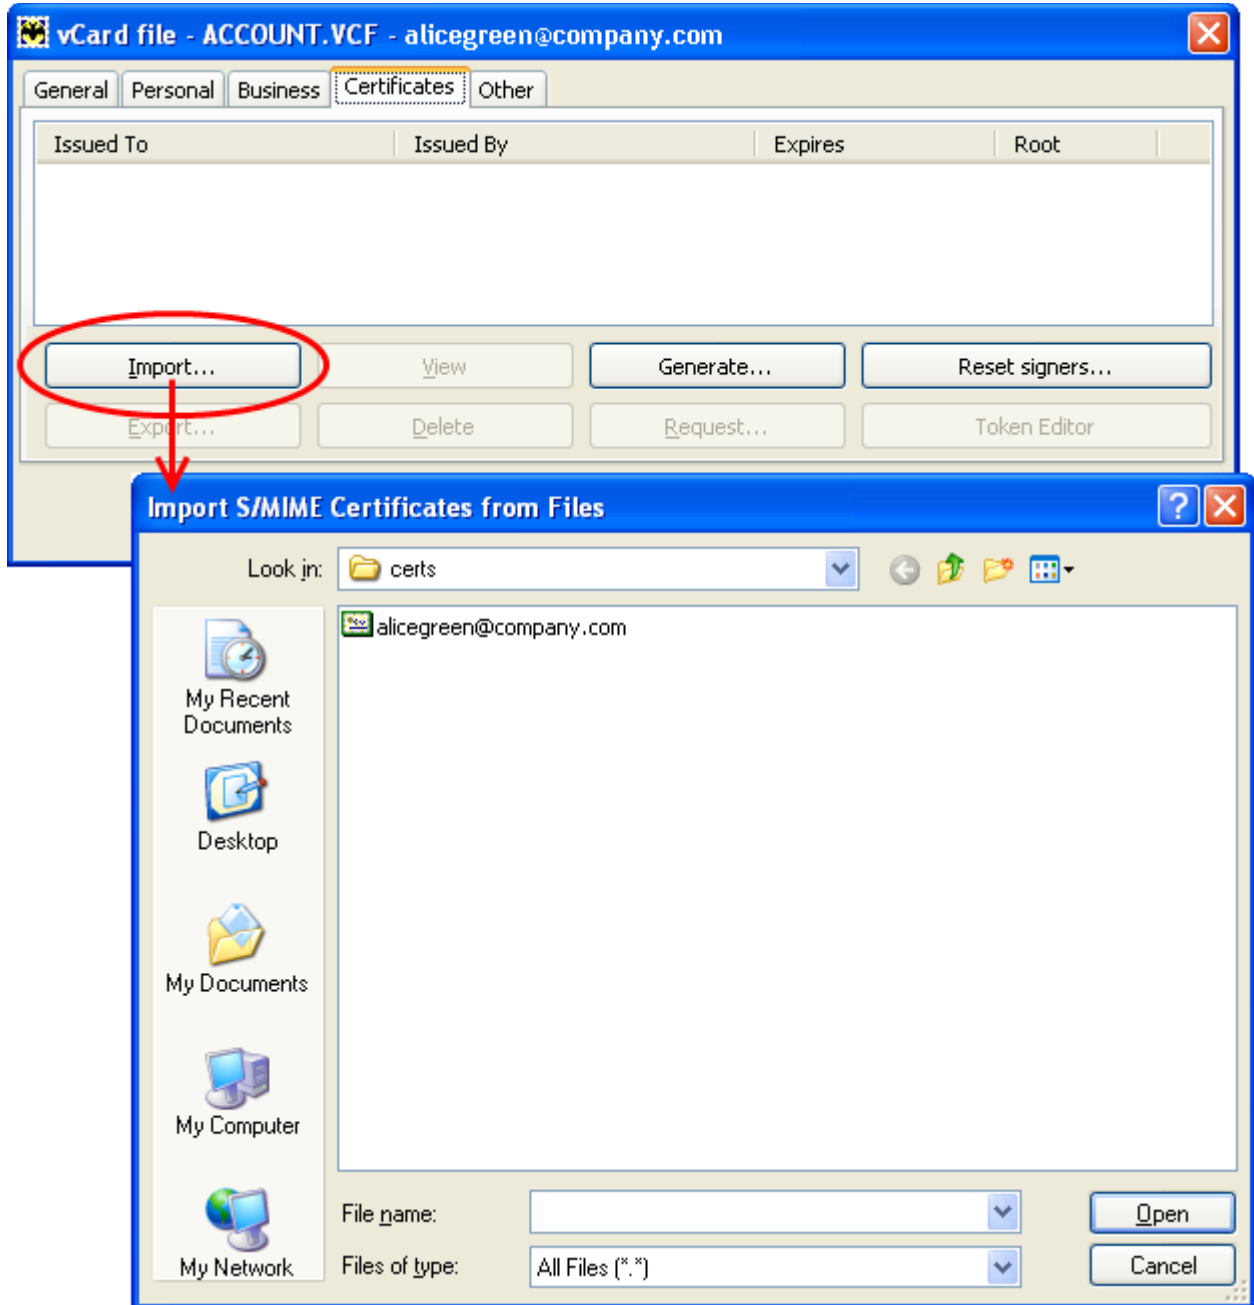 vCard file - ACCOUNT.VCF - alicegreen@company.com
General Personal Business Certificates Other
Issued To Issued By Expires Root
Import... View Generate... Reset signers...
Export... Delete Request... Token Editor
Import S/MIME Certificates from Files
Look in: certs
alicegreen@company.com
My Recent
Documents
Desktop
My Documents
My Computer
My Network
File name: Open
Files of type: All Files (*.*) Cancel